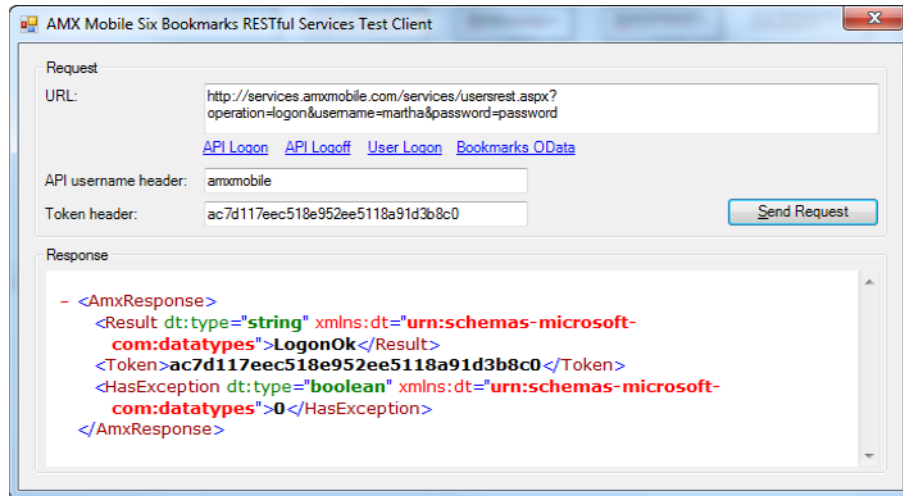 AMX Mobile Six Bookmarks RESTful Services Test Client
Request
URL:
http://services.amxmobile.com/services/usersrest.aspx?
operation=logon&username=martha&password=password
API Logon API Logoff User Logon Bookmarks OData
API username header: amxmobile
Token header: ac7d117eec518e952ee5118a91d3b8c0 Send Request
Response
- <AmxResponse>
<Result dt:type="string" xmlns:dt="urn:schemas-microsoft-
com:datatypes">LogonOk</Result>
<Token>ac7d117eec518e952ee5118a91d3b8c0</Token>
<HasException dt:type="boolean" xmlns:dt="urn:schemas-microsoft-
com:datatypes">0</HasException>
</AmxResponse>